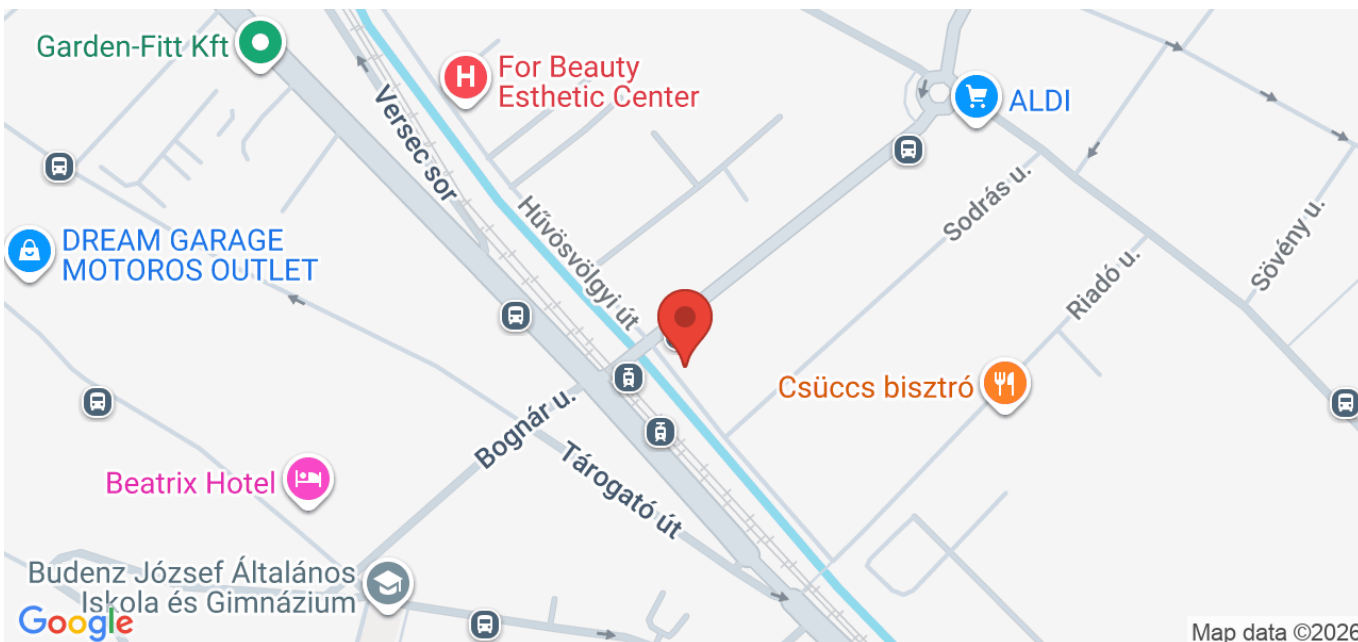 Garden-Fitt Kft
For Beauty
Esthetic Center
ALDI
Versec sor
Hűvösvölgyi út
Sodrás u.
Sövény u.
Riadó u.
DREAM GARAGE
MOTOROS OUTLET
Csüccs bisztró
Bognár u.
Tárogató út
Beatrix Hotel
Budenz József Általános
Iskola és Gimnázium
Google
Map data ©2026